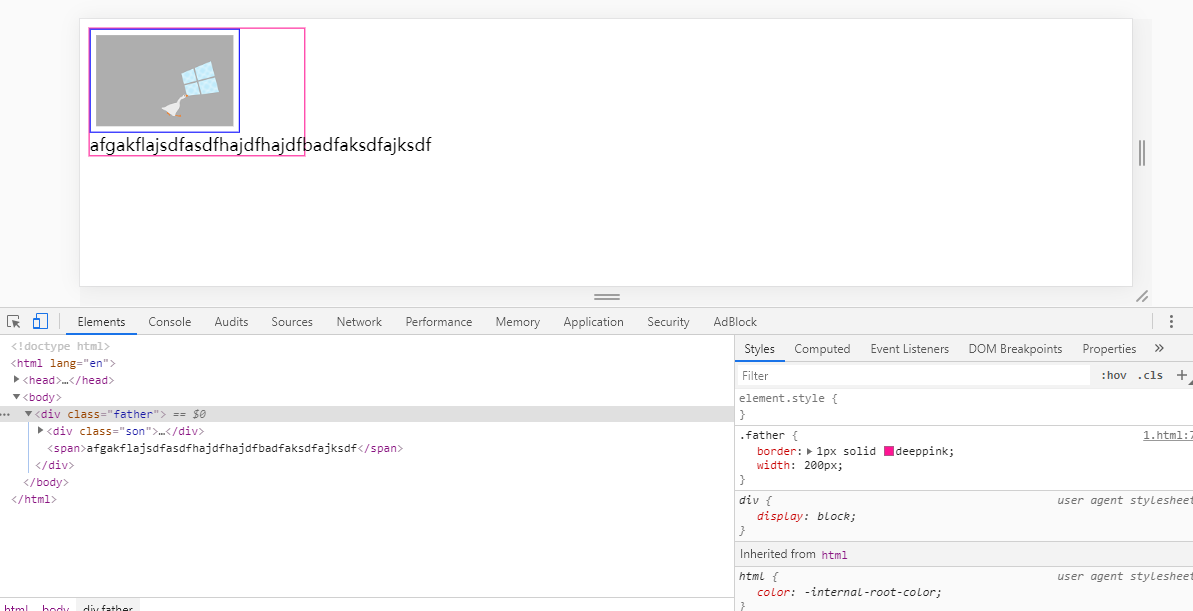 afgakflajsdfasdfhajdfhajdfbadfaksdfajksdf
Elements Console Audits Sources Network Performance Memory Application Security AdBlock
<!doctype html>
<html lang="en">
<head>…</head>
<body>
<div class="father"> == $0
<div class="son">…</div>
<span>afgakflajsdfasdfhajdfhajdfbadfaksdfajksdf</span>
</div>
</body>
</html>
html body div.father
Styles Computed Event Listeners DOM Breakpoints Properties »
Filter :hov .cls +
element.style {
}
.father { 1.html:7
border: 1px solid deeppink;
width: 200px;
}
div { user agent stylesheet
display: block;
}
Inherited from html
html { user agent stylesheet
color: -internal-root-color;
}